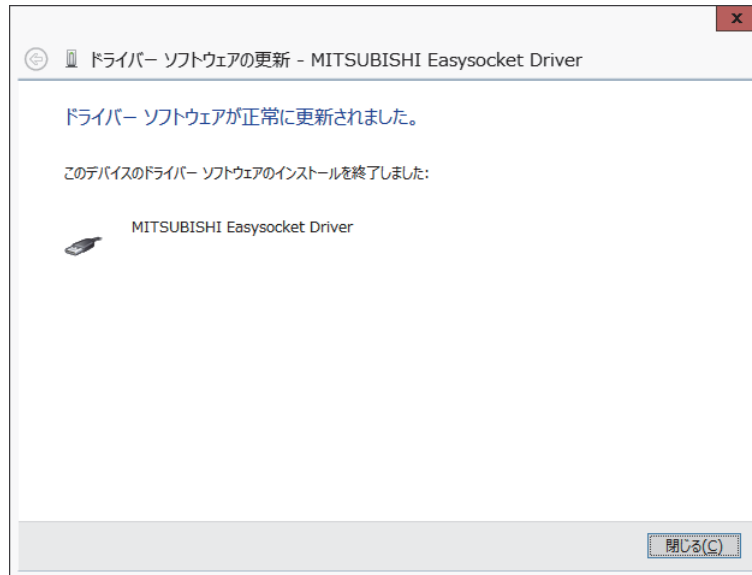 x
ドライバー ソフトウェアの更新 - MITSUBISHI Easysocket Driver
ドライバー ソフトウェアが正常に更新されました。
このデバイスのドライバー ソフトウェアのインストールを終了しました:
MITSUBISHI Easysocket Driver
閉じる(C)